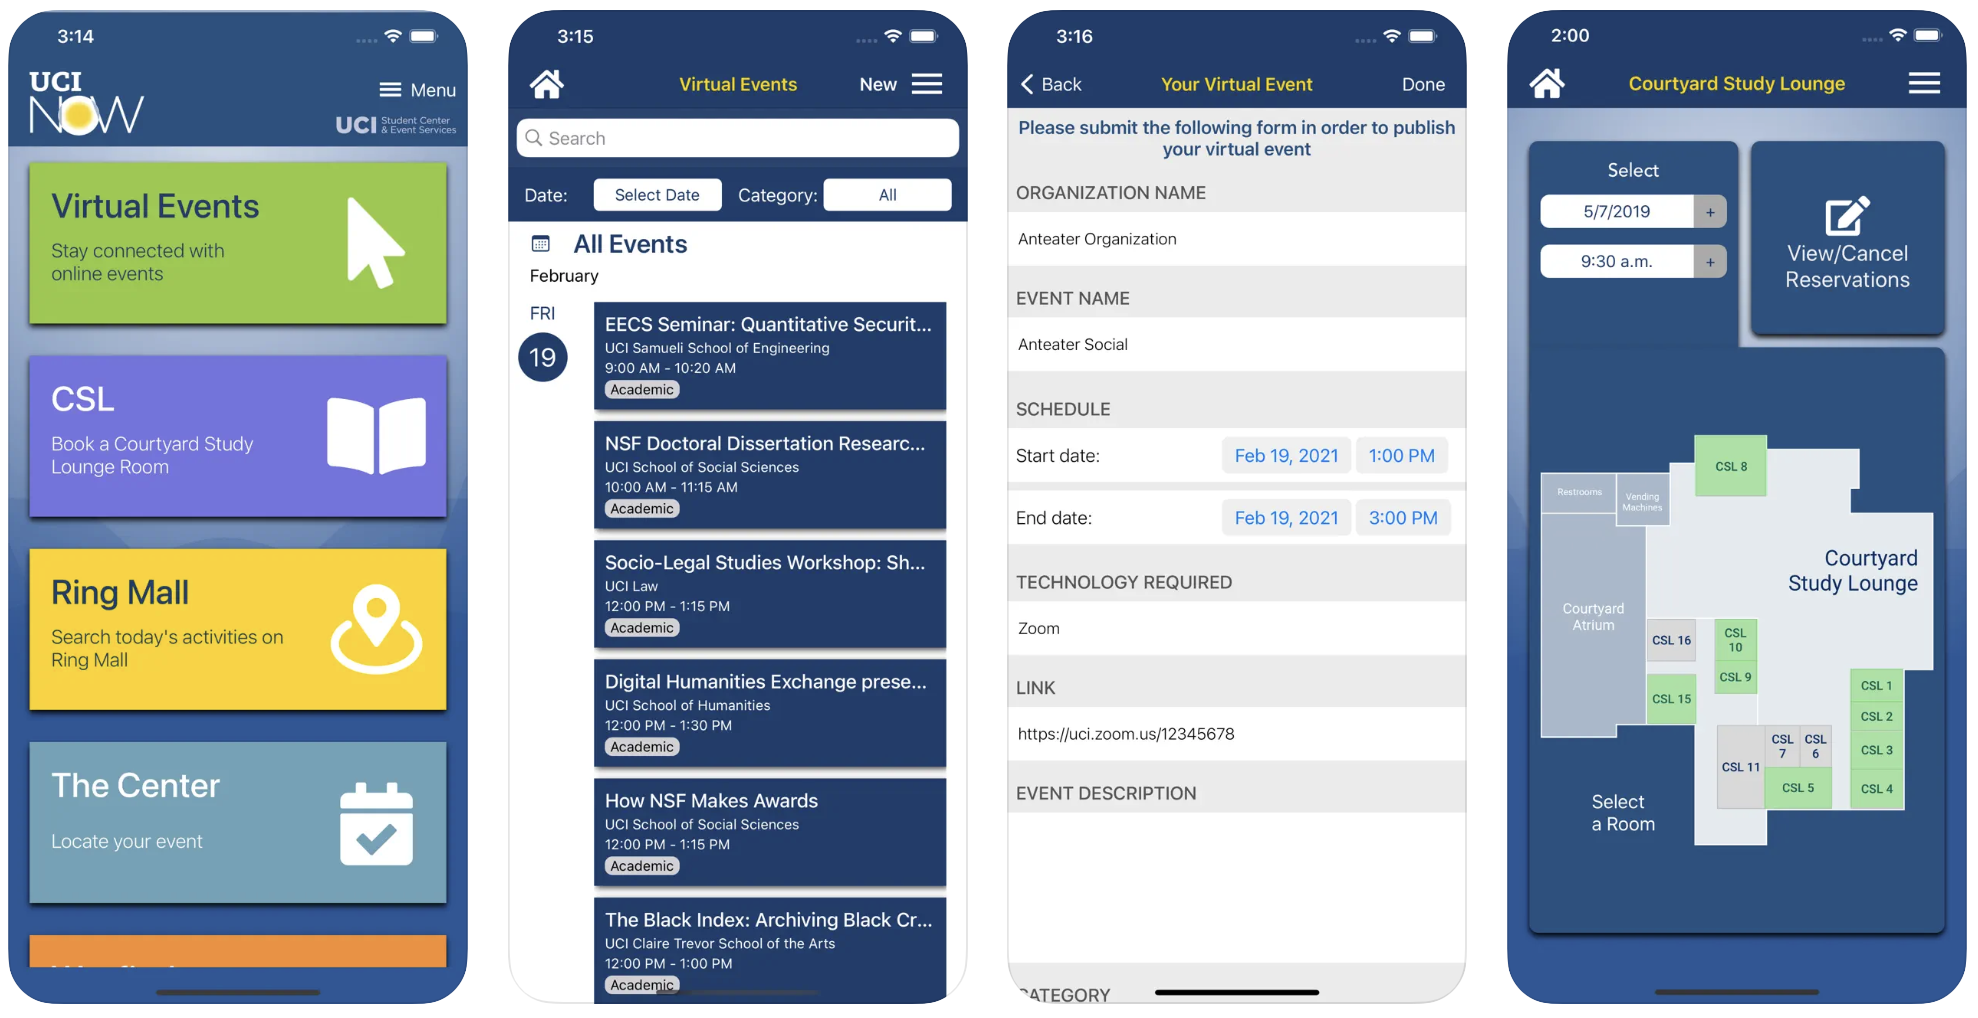 3:14
UCI
NOW
Menu
UCI Student Center
& Event Services
Virtual Events
Stay connected with
online events
CSL
Book a Courtyard Study
Lounge Room
Ring Mall
Search today's activities on
Ring Mall
The Center
Locate your event
3:15
Virtual Events
New
Search
Date:
Select Date
Category:
All
All Events
February
FRI
19
EECS Seminar: Quantitative Securit...
UCI Samueli School of Engineering
9:00 AM - 10:20 AM
Academic
NSF Doctoral Dissertation Researc...
UCI School of Social Sciences
10:00 AM - 11:15 AM
Academic
Socio-Legal Studies Workshop: Sh...
UCI Law
12:00 PM - 1:15 PM
Academic
Digital Humanities Exchange prese...
UCI School of Humanities
12:00 PM - 1:30 PM
Academic
How NSF Makes Awards
UCI School of Social Sciences
12:00 PM - 1:15 PM
Academic
The Black Index: Archiving Black Cr...
UCI Claire Trevor School of the Arts
12:00 PM - 1:00 PM
Academic
3:16
Back
Your Virtual Event
Done
Please submit the following form in order to publish
your virtual event
ORGANIZATION NAME
Anteater Organization
EVENT NAME
Anteater Social
SCHEDULE
Start date:
Feb 19, 2021
1:00 PM
End date:
Feb 19, 2021
3:00 PM
TECHNOLOGY REQUIRED
Zoom
LINK
https://uci.zoom.us/12345678
EVENT DESCRIPTION
CATEGORY
2:00
Courtyard Study Lounge
Select
5/7/2019
+
9:30 a.m.
+
View/Cancel
Reservations
CSL 8
Restrooms
Vending
Machines
Courtyard
Study Lounge
Courtyard
Atrium
CSL 16
CSL
10
CSL 9
CSL 15
CSL 1
CSL 2
CSL 3
CSL 4
CSL
7
CSL
6
CSL 11
CSL 5
Select
a Room